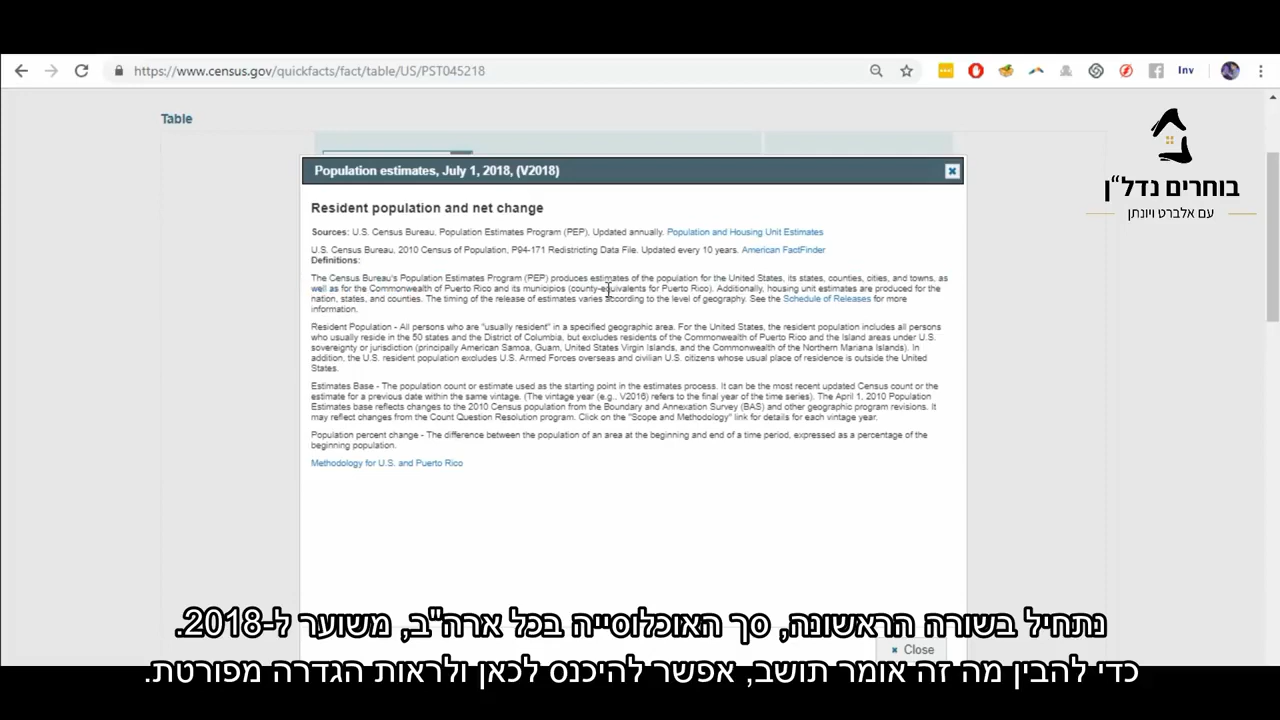 https://www.census.gov/quickfacts/fact/table/US/PST045218
Inv
Table
בוחרים נדל"ן
עם אלברט ויונתן
Population estimates, July 1, 2018, (V2018)
Resident population and net change
Sources: U.S. Census Bureau, Population Estimates Program (PEP), Updated annually. Population and Housing Unit Estimates
U.S. Census Bureau, 2010 Census of Population, P94-171 Redistricting Data File. Updated every 10 years. American FactFinder
Definitions:
The Census Bureau's Population Estimates Program (PEP) produces estimates of the population for the United States, its states, counties, cities, and towns, as
well as for the Commonwealth of Puerto Rico and its municipios (county-equivalents for Puerto Rico). Additionally, housing unit estimates are produced for the
nation, states, and counties. The timing of the release of estimates varies according to the level of geography. See the Schedule of Releases for more
information.
Resident Population - All persons who are "usually resident" in a specified geographic area. For the United States, the resident population includes all persons
who usually reside in the 50 states and the District of Columbia, but excludes residents of the Commonwealth of Puerto Rico and the Island areas under U.S.
sovereignty or jurisdiction (principally American Samoa, Guam, United States Virgin Islands, and the Commonwealth of the Northern Mariana Islands). In
addition, the U.S. resident population excludes U.S. Armed Forces overseas and civilian U.S. citizens whose usual place of residence is outside the United
States.
Estimates Base - The population count or estimate used as the starting point in the estimates process. It can be the most recent updated Census count or the
estimate for a previous date within the same vintage. (The vintage year (e.g., V2016) refers to the final year of the time series). The April 1, 2010 Population
Estimates base reflects changes to the 2010 Census population from the Boundary and Annexation Survey (BAS) and other geographic program revisions. It
may reflect changes from the Count Question Resolution program. Click on the "Scope and Methodology" link for details for each vintage year.
Population percent change - The difference between the population of an area at the beginning and end of a time period, expressed as a percentage of the
beginning population.
Methodology for U.S. and Puerto Rico
Close
נתחיל בשורה הראשונה, סך האוכלוסייה בכל ארה"ב, משוער ל-2018.
כדי להבין מה זה אומר תושב, אפשר להיכנס לכאן ולראות הגדרה מפורטת.